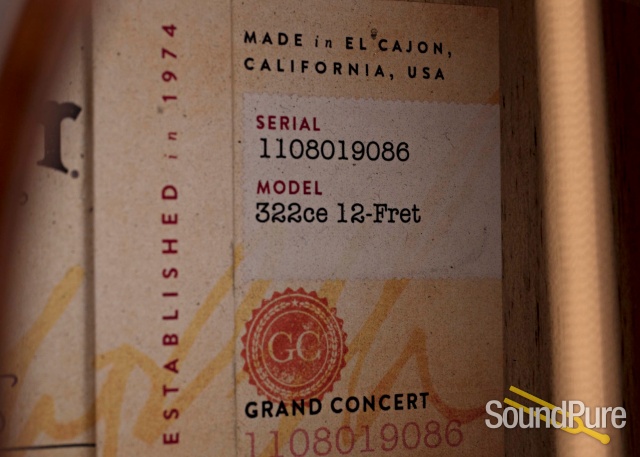 r.
ESTABLISHED in 1974
MADE in EL CAJON,
CALIFORNIA, USA
SERIAL
1108019086
MODEL
322ce 12-Fret
GC
GRAND CONCERT
1108019086
SoundPure